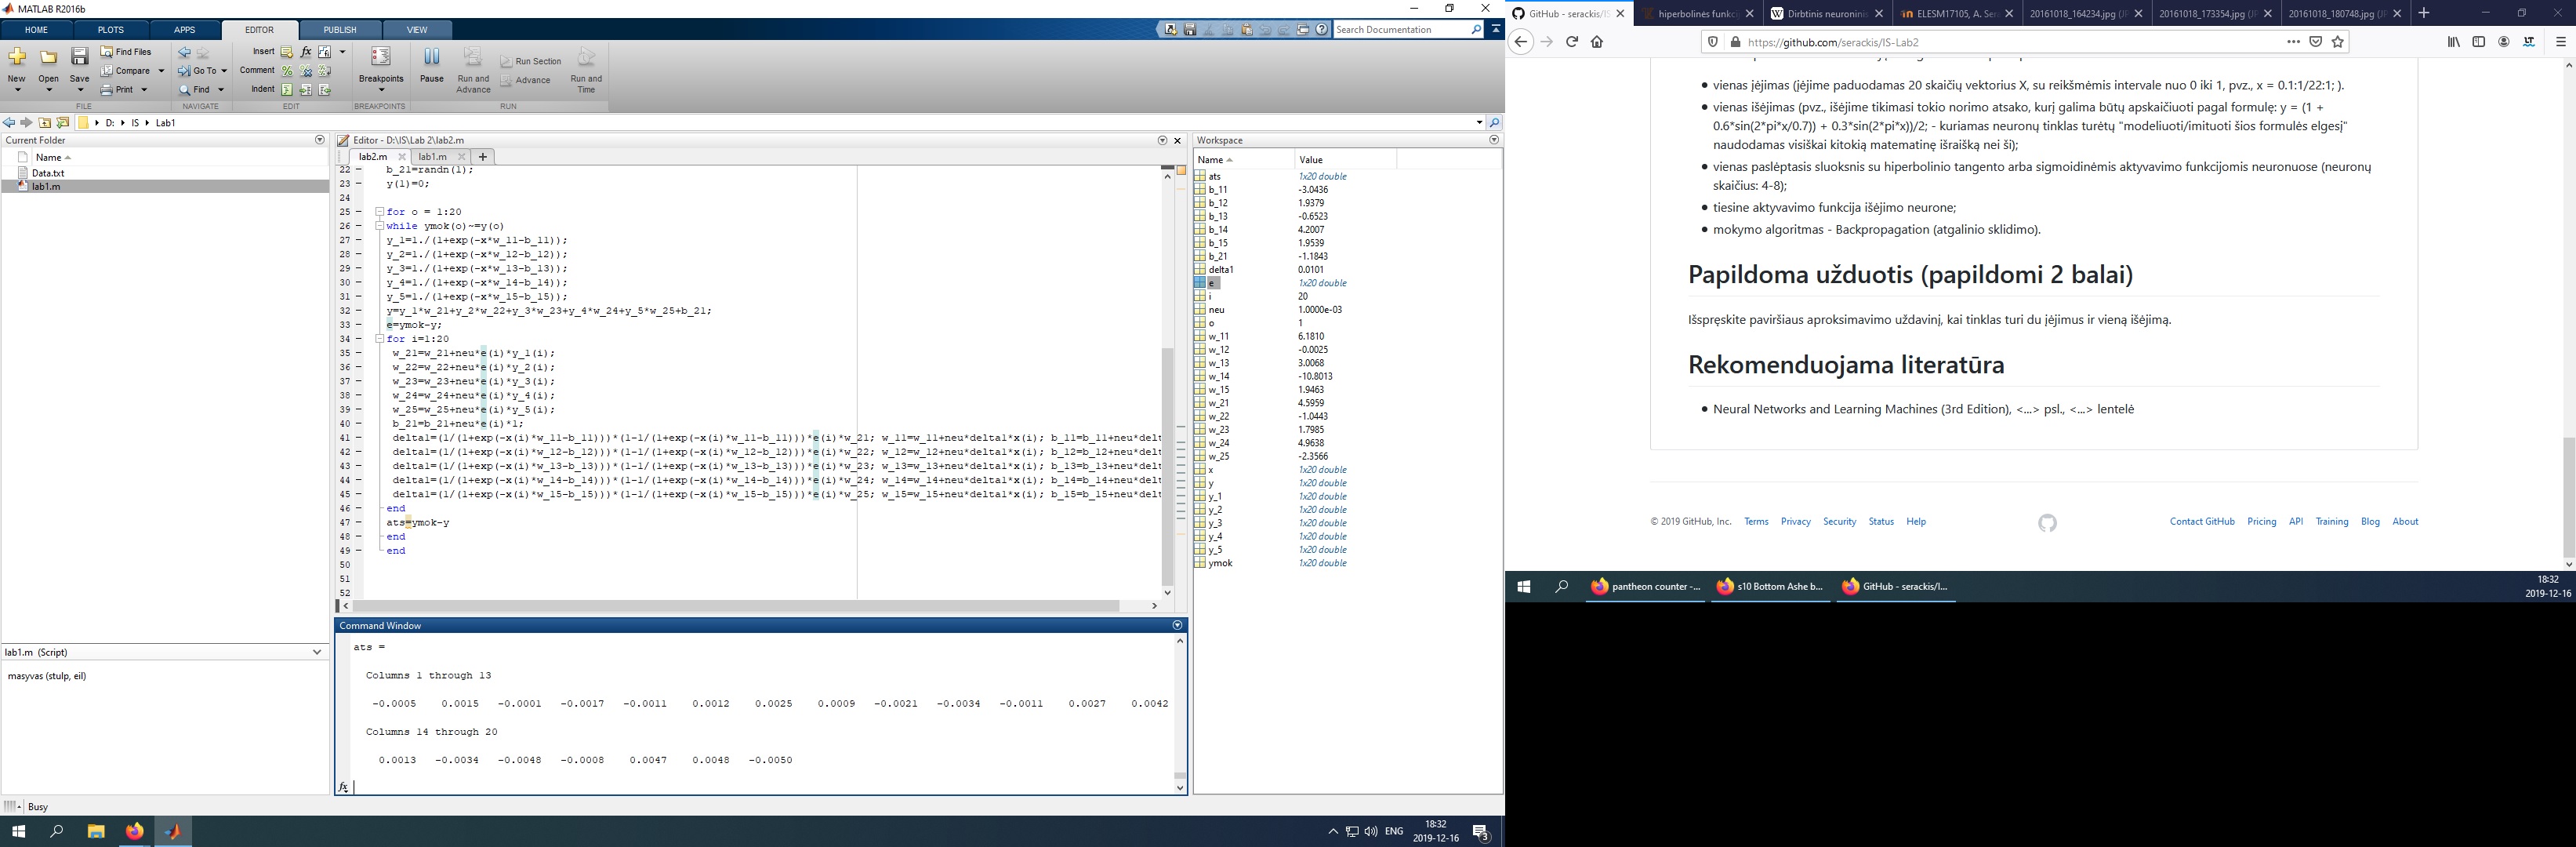 MATLAB R2016b
HOME PLOTS APPS EDITOR PUBLISH VIEW
Search Documentation
New Open Save Find Files Compare Print
Go To Find
Insert Comment Indent
Breakpoints Pause Run and Advance Run Section Advance Run and Time
FILE NAVIGATE EDIT BREAKPOINTS RUN
D: IS Lab1
Current Folder
Name
Data.txt
lab1.m
lab1.m (Script)
masyvas (stulp, eil)
Busy
Editor - D:\IS\Lab 2\lab2.m
lab2.m lab1.m
22 b_21=randn(1);
23 y(1)=0;
24
25 for o = 1:20
26 while ymok(o)~=y(o)
27 y_1=1./(1+exp(-x*w_11-b_11));
28 y_2=1./(1+exp(-x*w_12-b_12));
29 y_3=1./(1+exp(-x*w_13-b_13));
30 y_4=1./(1+exp(-x*w_14-b_14));
31 y_5=1./(1+exp(-x*w_15-b_15));
32 y=y_1*w_21+y_2*w_22+y_3*w_23+y_4*w_24+y_5*w_25+b_21;
33 e=ymok-y;
34 for i=1:20
35 w_21=w_21+neu*e(i)*y_1(i);
36 w_22=w_22+neu*e(i)*y_2(i);
37 w_23=w_23+neu*e(i)*y_3(i);
38 w_24=w_24+neu*e(i)*y_4(i);
39 w_25=w_25+neu*e(i)*y_5(i);
40 b_21=b_21+neu*e(i)*1;
41 delta1=(1/(1+exp(-x(i)*w_11-b_11)))*(1-1/(1+exp(-x(i)*w_11-b_11)))*e(i)*w_21; w_11=w_11+neu*delta1*x(i); b_11=b_11+neu*delt
42 delta1=(1/(1+exp(-x(i)*w_12-b_12)))*(1-1/(1+exp(-x(i)*w_12-b_12)))*e(i)*w_22; w_12=w_12+neu*delta1*x(i); b_12=b_12+neu*delt
43 delta1=(1/(1+exp(-x(i)*w_13-b_13)))*(1-1/(1+exp(-x(i)*w_13-b_13)))*e(i)*w_23; w_13=w_13+neu*delta1*x(i); b_13=b_13+neu*delt
44 delta1=(1/(1+exp(-x(i)*w_14-b_14)))*(1-1/(1+exp(-x(i)*w_14-b_14)))*e(i)*w_24; w_14=w_14+neu*delta1*x(i); b_14=b_14+neu*delt
45 delta1=(1/(1+exp(-x(i)*w_15-b_15)))*(1-1/(1+exp(-x(i)*w_15-b_15)))*e(i)*w_25; w_15=w_15+neu*delta1*x(i); b_15=b_15+neu*delt
46 end
47 ats=ymok-y
48 end
49 end
50
51
52
Command Window
ats =
Columns 1 through 13
-0.0005 0.0015 -0.0001 -0.0017 -0.0011 0.0012 0.0025 0.0009 -0.0021 -0.0034 -0.0011 0.0027 0.0042
Columns 14 through 20
0.0013 -0.0034 -0.0048 -0.0008 0.0047 0.0048 -0.0050
fx
Workspace
Name Value
ats 1x20 double
b_11 -3.0436
b_12 1.9379
b_13 -0.6523
b_14 4.2007
b_15 1.9539
b_21 -1.1843
delta1 0.0101
e 1x20 double
i 20
neu 1.0000e-03
o 1
w_11 6.1810
w_12 -0.0025
w_13 3.0068
w_14 -10.8013
w_15 1.9463
w_21 4.5959
w_22 -1.0443
w_23 1.7985
w_24 4.9638
w_25 -2.3566
x 1x20 double
y 1x20 double
y_1 1x20 double
y_2 1x20 double
y_3 1x20 double
y_4 1x20 double
y_5 1x20 double
ymok 1x20 double
ENG 18:32
2019-12-16
3
GitHub - serackis/IS hiperbolinės funkci Dirbtinis neuroninis ELESM17105, A. Ser 20161018_164234.jpg (JP 20161018_173354.jpg (JP 20161018_180748.jpg (JP
https://github.com/serackis/IS-Lab2
vienas įėjimas (įėjime paduodamas 20 skaičių vektorius X, su reikšmėmis intervale nuo 0 iki 1, pvz., x = 0.1:1/22:1; ).
vienas išėjimas (pvz., išėjime tikimasi tokio norimo atsako, kurį galima būtų apskaičiuoti pagal formulę: y = (1 +
0.6*sin(2*pi*x/0.7)) + 0.3*sin(2*pi*x))/2; - kuriamas neuronų tinklas turėtų "modeliuoti/imituoti šios formulės elgesį"
naudodamas visiškai kitokią matematinę išraišką nei ši);
vienas paslėptasis sluoksnis su hiperbolinio tangento arba sigmoidinėmis aktyvavimo funkcijomis neuronuose (neuronų
skaičius: 4-8);
tiesine aktyvavimo funkcija išėjimo neurone;
mokymo algoritmas - Backpropagation (atgalinio sklidimo).
Papildoma užduotis (papildomi 2 balai)
Išspręskite paviršiaus aproksimavimo uždavinį, kai tinklas turi du įėjimus ir vieną išėjimą.
Rekomenduojama literatūra
Neural Networks and Learning Machines (3rd Edition), <...> psl., <...> lentelė
© 2019 GitHub, Inc. Terms Privacy Security Status Help Contact GitHub Pricing API Training Blog About
pantheon counter -... s10 Bottom Ashe b... GitHub - serackis/I...
18:32
2019-12-16